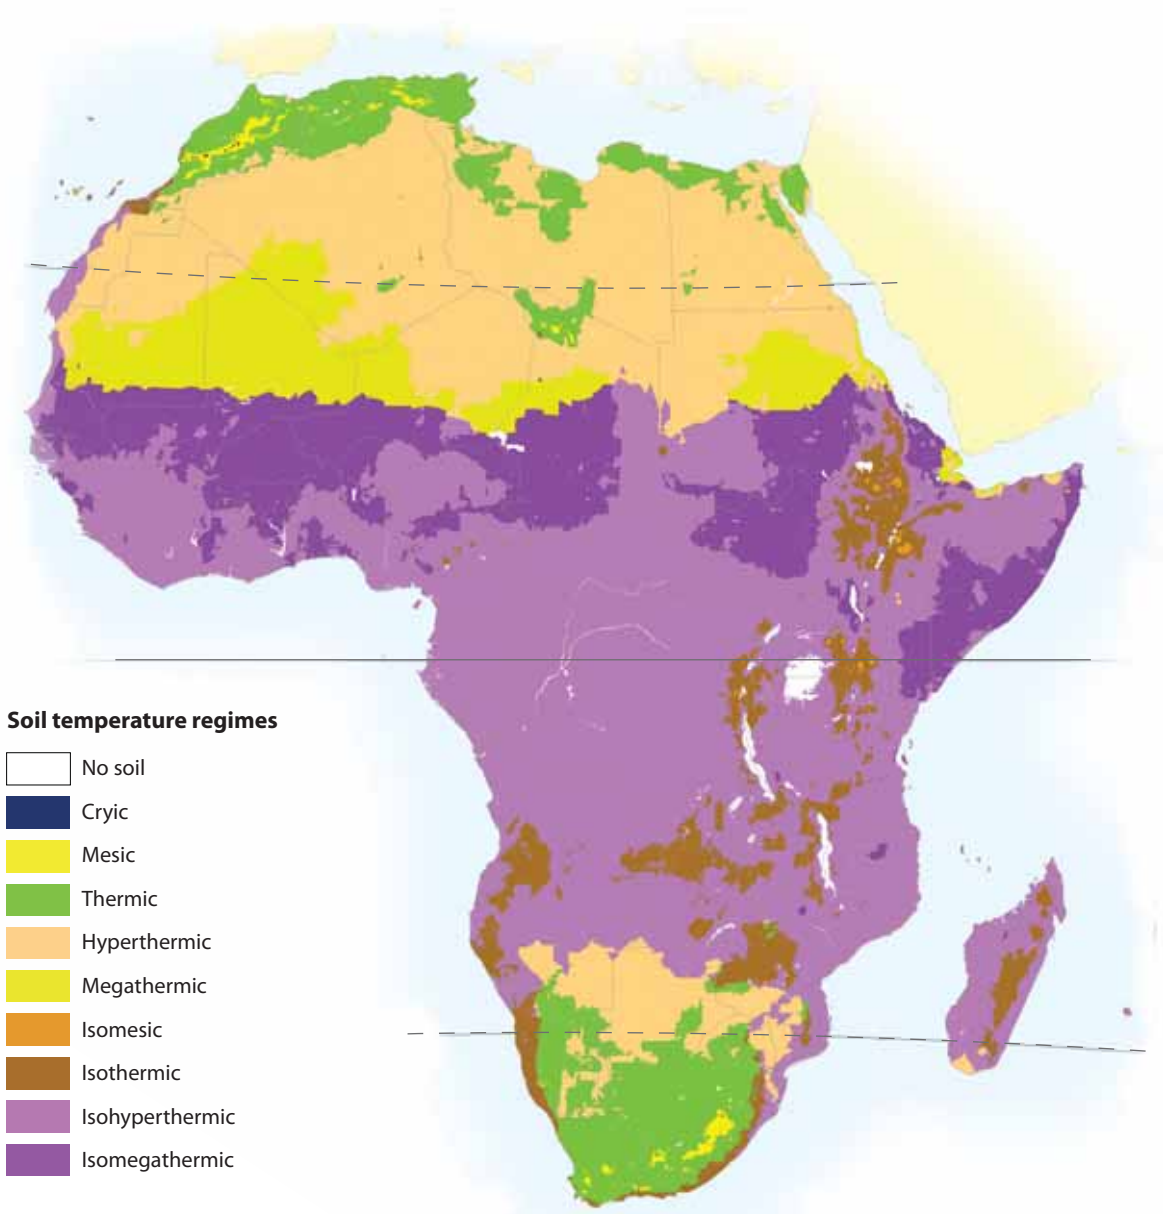 Soil temperature regimes
No soil
Cryic
Mesic
Thermic
Hyperthermic
Megathermic
Isomesic
Isothermic
Isohyperthermic
Isomegathermic